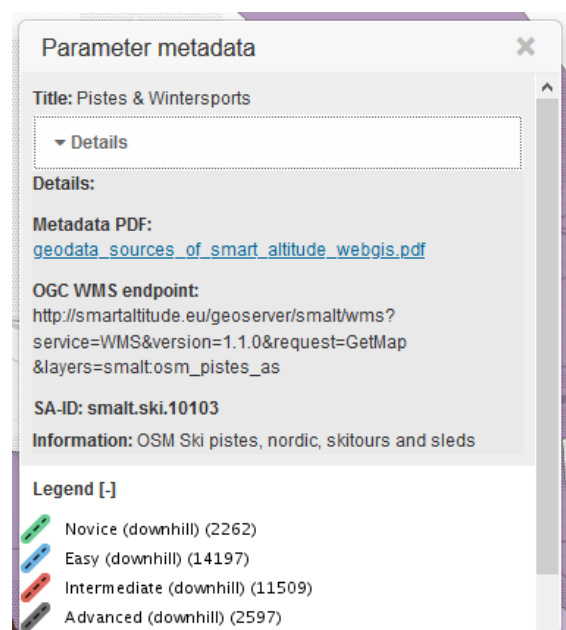 Parameter metadata ×
Title: Pistes & Wintersports
Details
Details:
Metadata PDF:
geodata_sources_of_smart_altitude_webgis.pdf
OGC WMS endpoint:
http://smartaltitude.eu/geoserver/smalt/wms?
service=WMS&version=1.1.0&request=GetMap
&layers=smalt:osm_pistes_as
SA-ID: smalt.ski.10103
Information: OSM Ski pistes, nordic, skitours and sleds
Legend [-]
Novice (downhill) (2262)
Easy (downhill) (14197)
Intermediate (downhill) (11509)
Advanced (downhill) (2597)